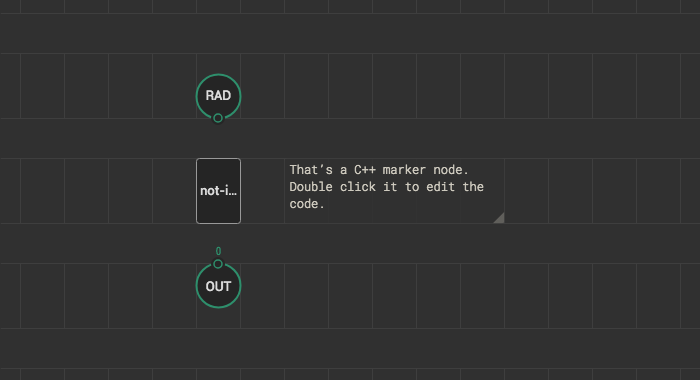 RAD
not-i…
That's a C++ marker node.
Double click it to edit the
code.
0
OUT